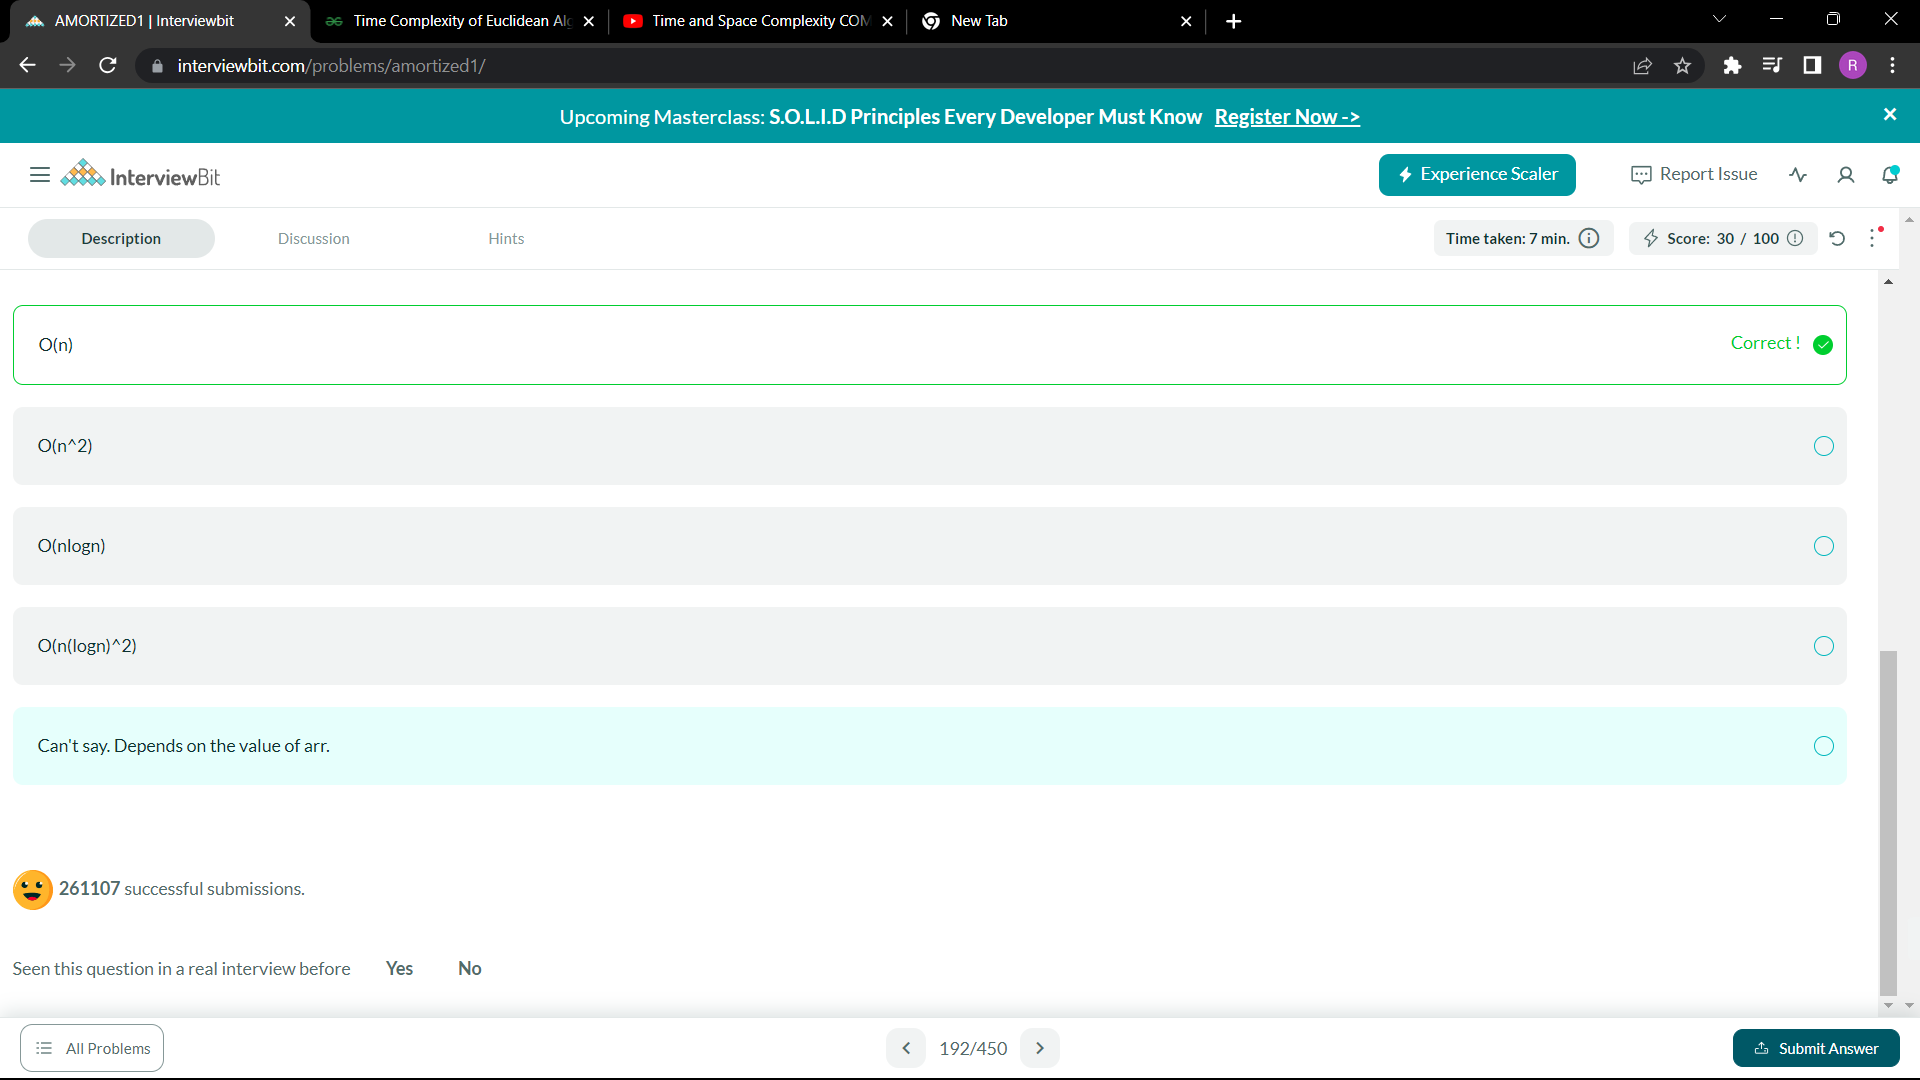 AMORTIZED1 | Interviewbit
Time Complexity of Euclidean Alg
Time and Space Complexity COM
New Tab
interviewbit.com/problems/amortized1/
R
Upcoming Masterclass: S.O.L.I.D Principles Every Developer Must Know Register Now ->
InterviewBit
Experience Scaler
Report Issue
Description
Discussion
Hints
Time taken: 7 min.
Score: 30 / 100
O(n)
Correct !
O(n^2)
O(nlogn)
O(n(logn)^2)
Can't say. Depends on the value of arr.
261107 successful submissions.
Seen this question in a real interview before Yes No
All Problems
192/450
Submit Answer